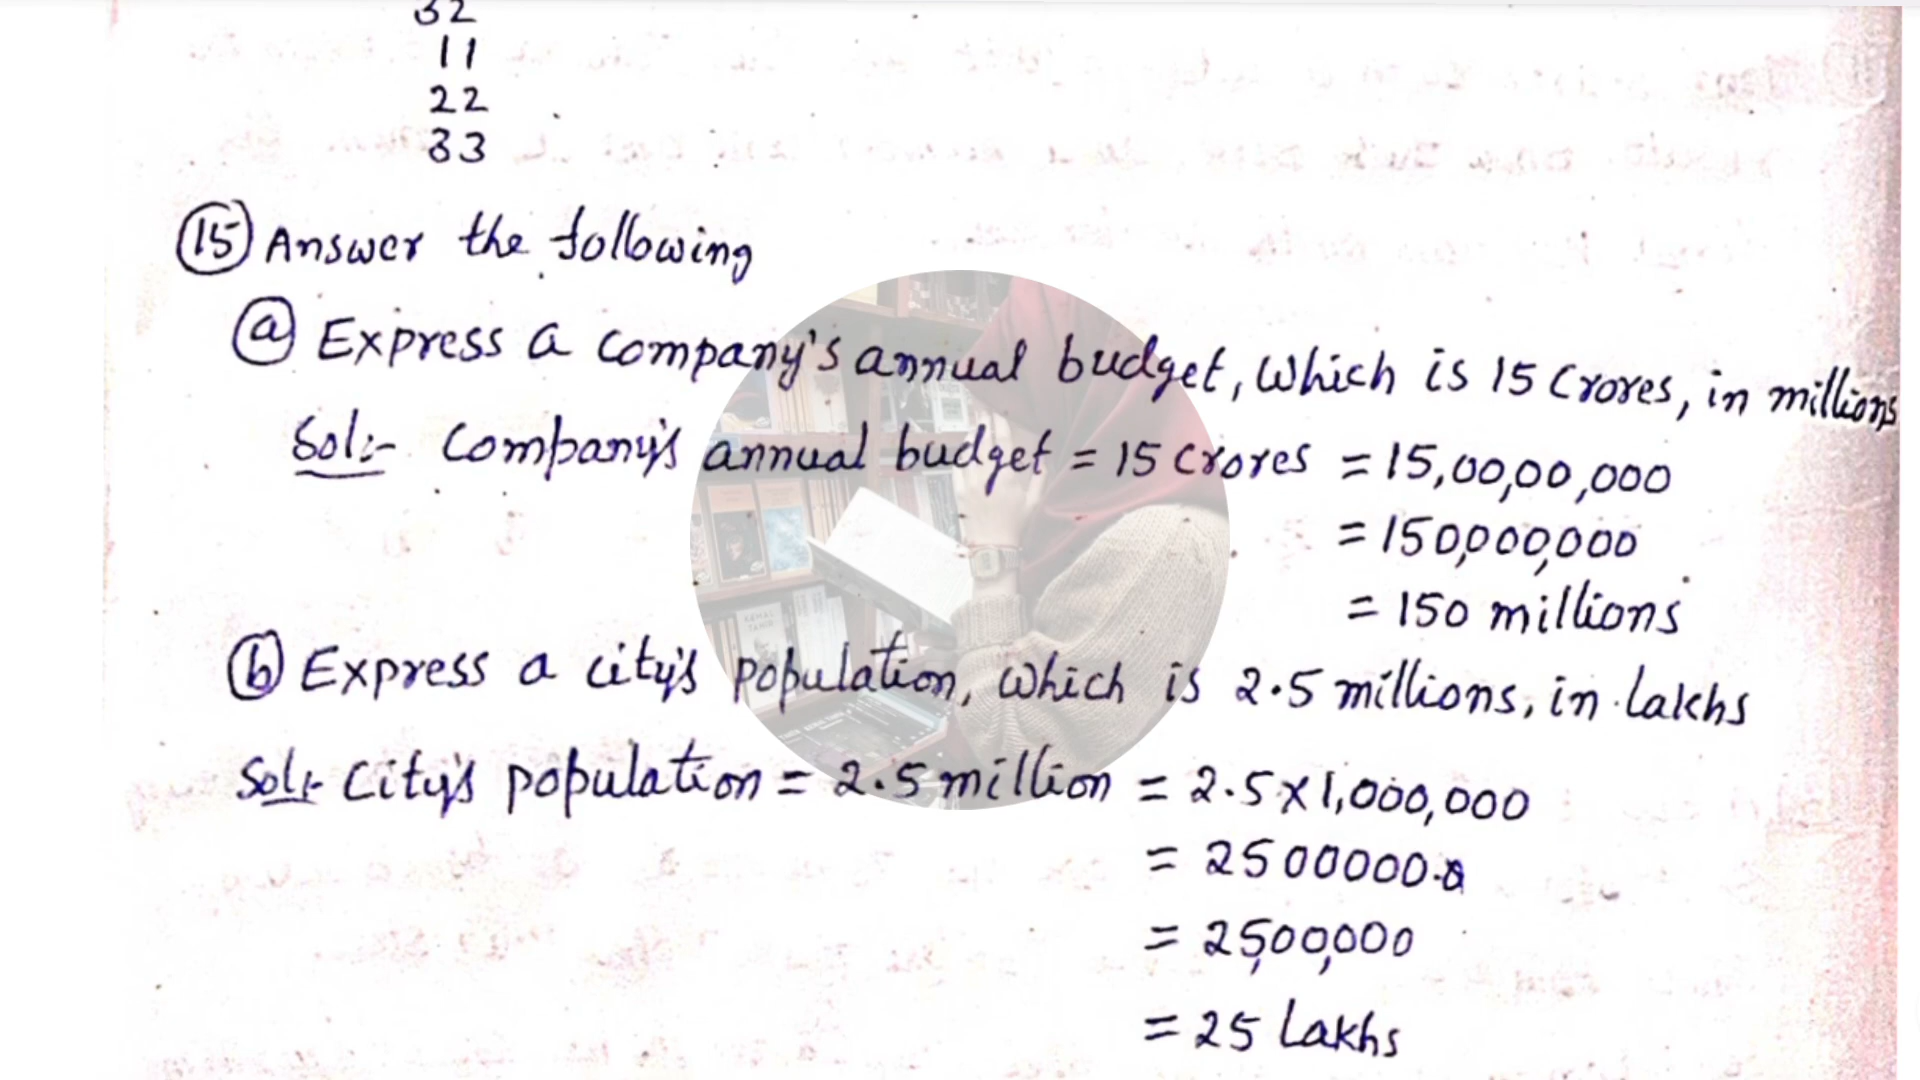 32
11
22
33
(15) Answer the following
(a) Express a company's annual budget, which is 15 Crores, in millions
Sol:- Company's annual budget = 15 Crores = 15,00,00,000
= 150,000,000
= 150 millions
(b) Express a city's population, which is 2.5 millions, in lakhs
Sol:- City's population = 2.5 million = 2.5×1,000,000
= 2500000.0
= 25,00,000
= 25 Lakhs